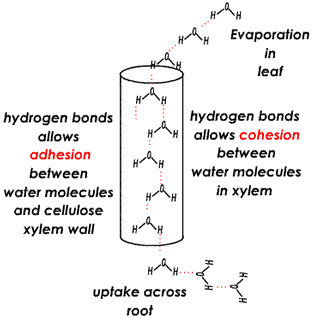 Evaporation
in
leaf
hydrogen bonds
allows
adhesion
between
water molecules
and cellulose
xylem wall
hydrogen bonds
allows cohesion
between
water molecules
in xylem
uptake across
root